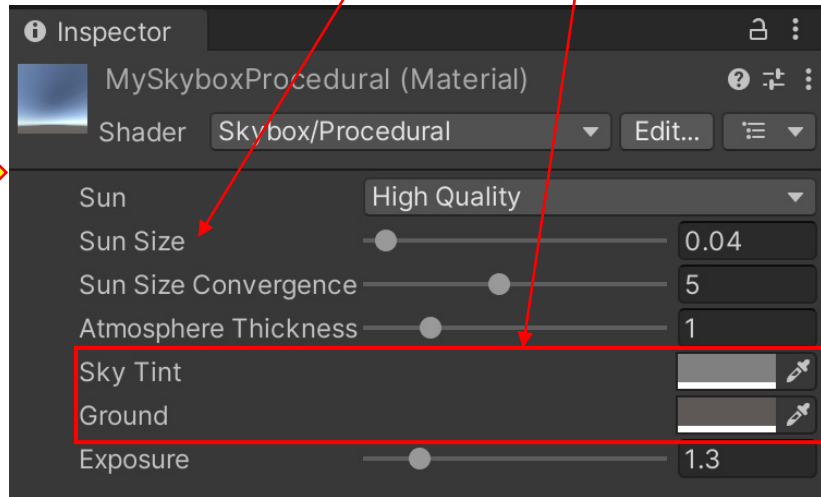 Inspector
MySkyboxProcedural (Material)
Shader Skybox/Procedural Edit...
Sun High Quality
Sun Size 0.04
Sun Size Convergence 5
Atmosphere Thickness 1
Sky Tint
Ground
Exposure 1.3